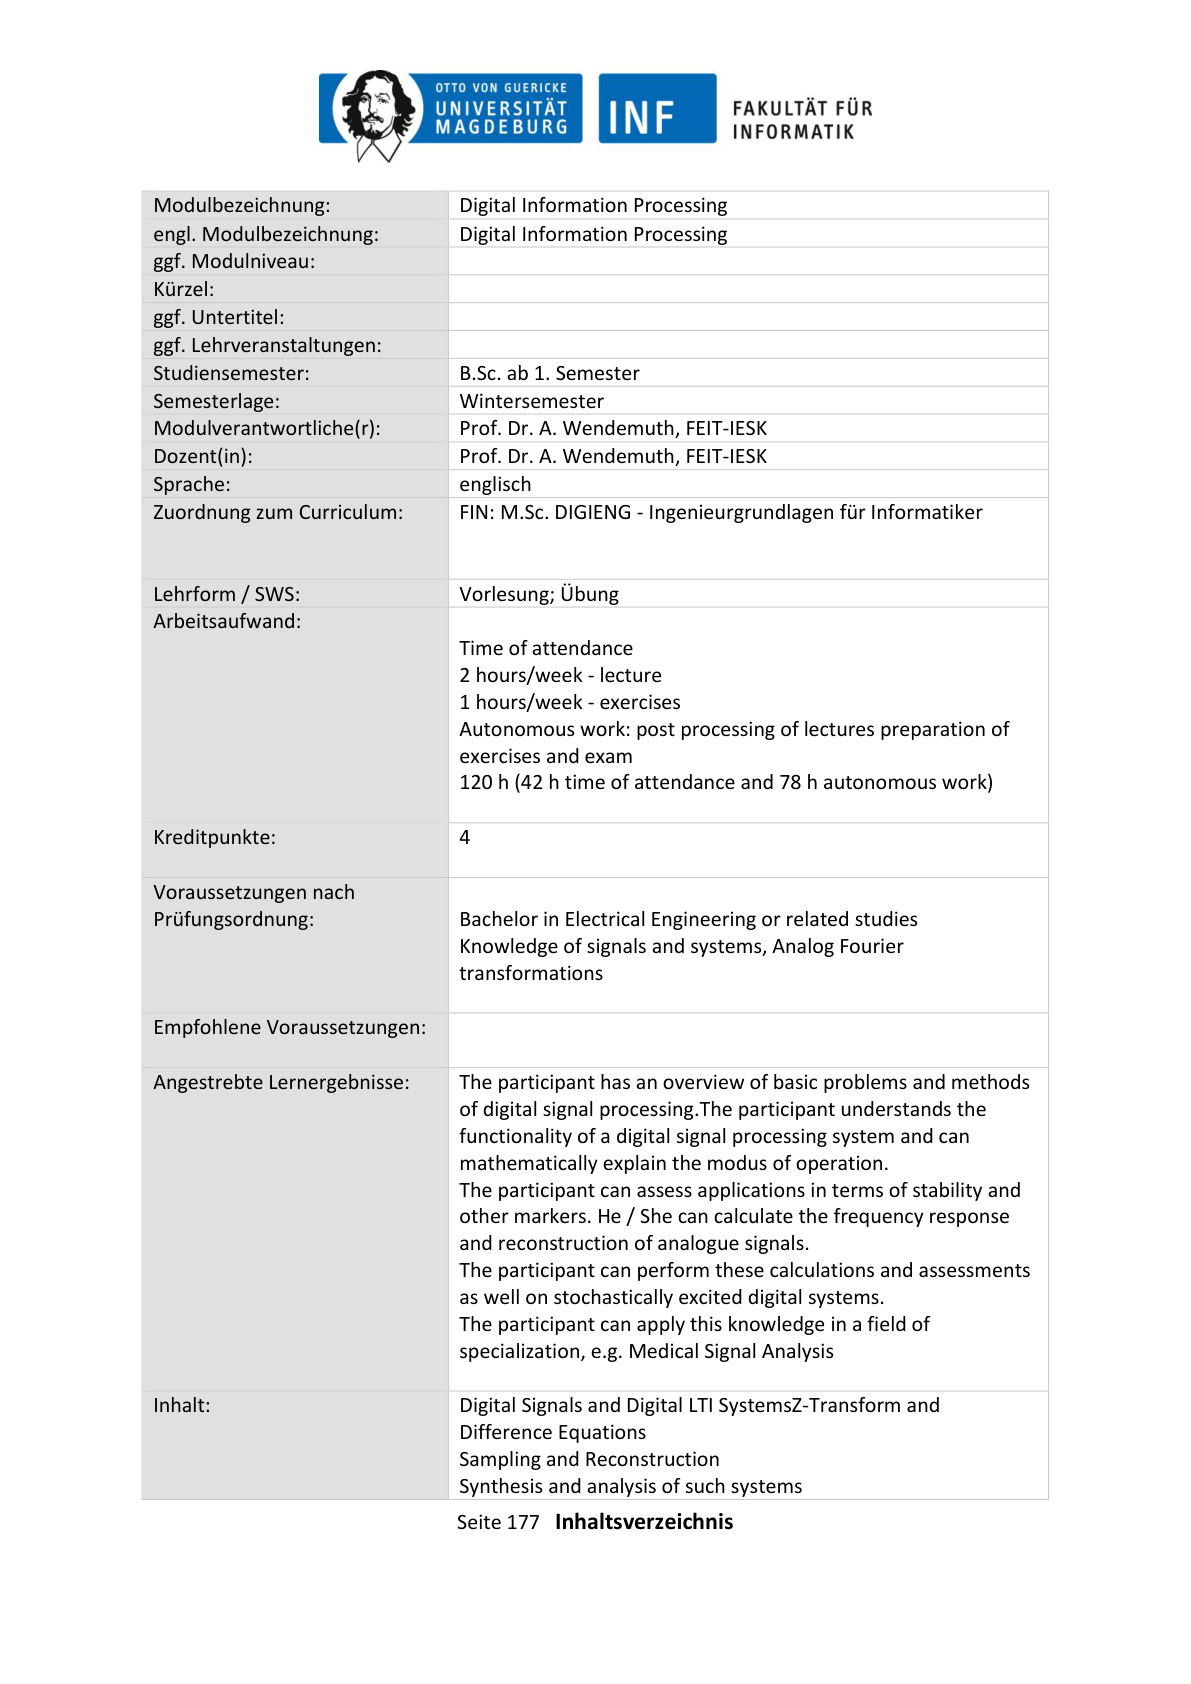 OTTO VON GUERICKE
UNIVERSITÄT
MAGDEBURG
INF
FAKULTÄT FÜR
INFORMATIK
Modulbezeichnung: Digital Information Processing
engl. Modulbezeichnung: Digital Information Processing
ggf. Modulniveau:
Kürzel:
ggf. Untertitel:
ggf. Lehrveranstaltungen:
Studiensemester: B.Sc. ab 1. Semester
Semesterlage: Wintersemester
Modulverantwortliche(r): Prof. Dr. A. Wendemuth, FEIT-IESK
Dozent(in): Prof. Dr. A. Wendemuth, FEIT-IESK
Sprache: englisch
Zuordnung zum Curriculum: FIN: M.Sc. DIGIENG - Ingenieurgrundlagen für Informatiker
Lehrform / SWS: Vorlesung; Übung
Arbeitsaufwand:
Time of attendance
2 hours/week - lecture
1 hours/week - exercises
Autonomous work: post processing of lectures preparation of
exercises and exam
120 h (42 h time of attendance and 78 h autonomous work)
Kreditpunkte: 4
Voraussetzungen nach
Prüfungsordnung: Bachelor in Electrical Engineering or related studies
Knowledge of signals and systems, Analog Fourier
transformations
Empfohlene Voraussetzungen:
Angestrebte Lernergebnisse: The participant has an overview of basic problems and methods
of digital signal processing.The participant understands the
functionality of a digital signal processing system and can
mathematically explain the modus of operation.
The participant can assess applications in terms of stability and
other markers. He / She can calculate the frequency response
and reconstruction of analogue signals.
The participant can perform these calculations and assessments
as well on stochastically excited digital systems.
The participant can apply this knowledge in a field of
specialization, e.g. Medical Signal Analysis
Inhalt: Digital Signals and Digital LTI SystemsZ-Transform and
Difference Equations
Sampling and Reconstruction
Synthesis and analysis of such systems
Seite 177 Inhaltsverzeichnis